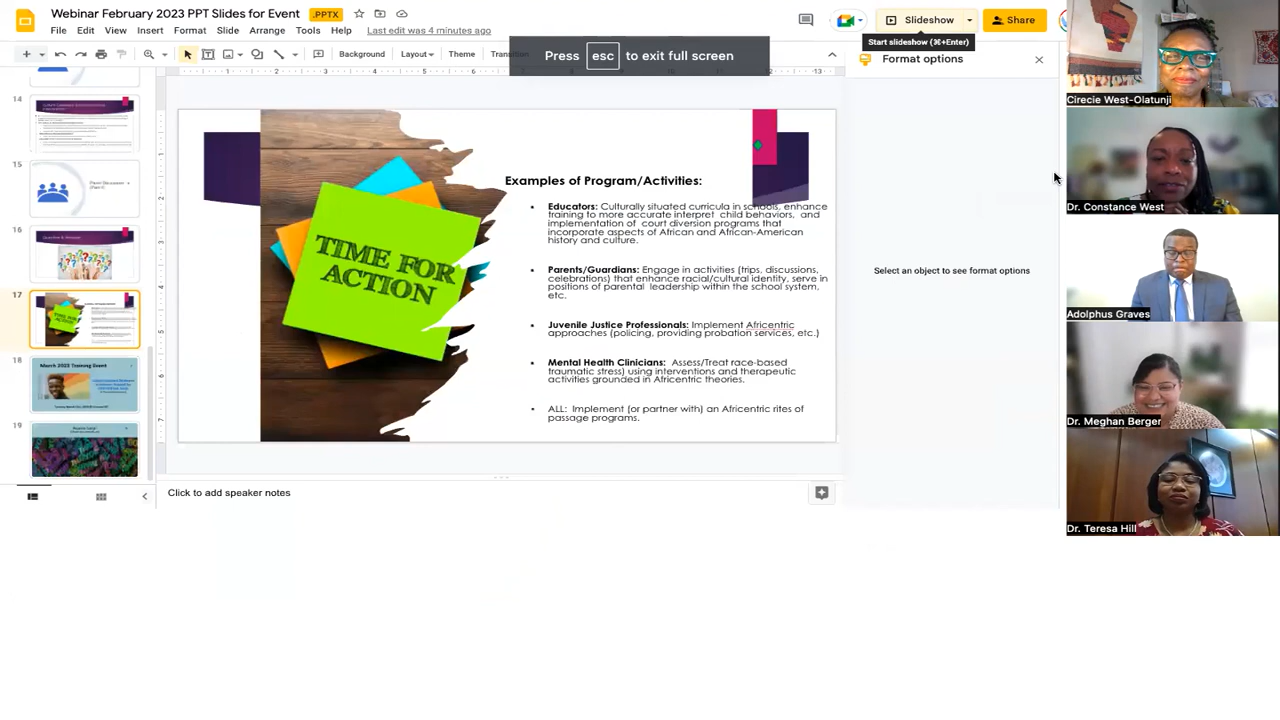 Webinar February 2023 PPT Slides for Event .PPTX
File Edit View Insert Format Slide Arrange Tools Help Last edit was 4 minutes ago
Slideshow
Share
Start slideshow (⌘+Enter)
Press esc to exit full screen
Background Layout Theme
Format options
Select an object to see format options
14
15
16
17
18
19
March 2023 Training Event
TIME FOR
ACTION
Examples of Program/Activities:
Educators: Culturally situated curricula in schools, enhance
training to more accurate interpret child behaviors, and
implementation of court diversion programs that
incorporate aspects of African and African-American
history and culture.
Parents/Guardians: Engage in activities (trips, discussions,
celebrations) that enhance racial/cultural identity, serve in
positions of parental leadership within the school system,
etc.
Juvenile Justice Professionals: Implement Africentric
approaches (policing, providing probation services, etc.)
Mental Health Clinicians: Assess/Treat race-based
traumatic stress) using interventions and therapeutic
activities grounded in Africentric theories.
ALL: Implement (or partner with) an Africentric rites of
passage programs.
Click to add speaker notes
Cirecie West-Olatunji
Dr. Constance West
Adolphus Graves
Dr. Meghan Berger
Dr. Teresa Hill